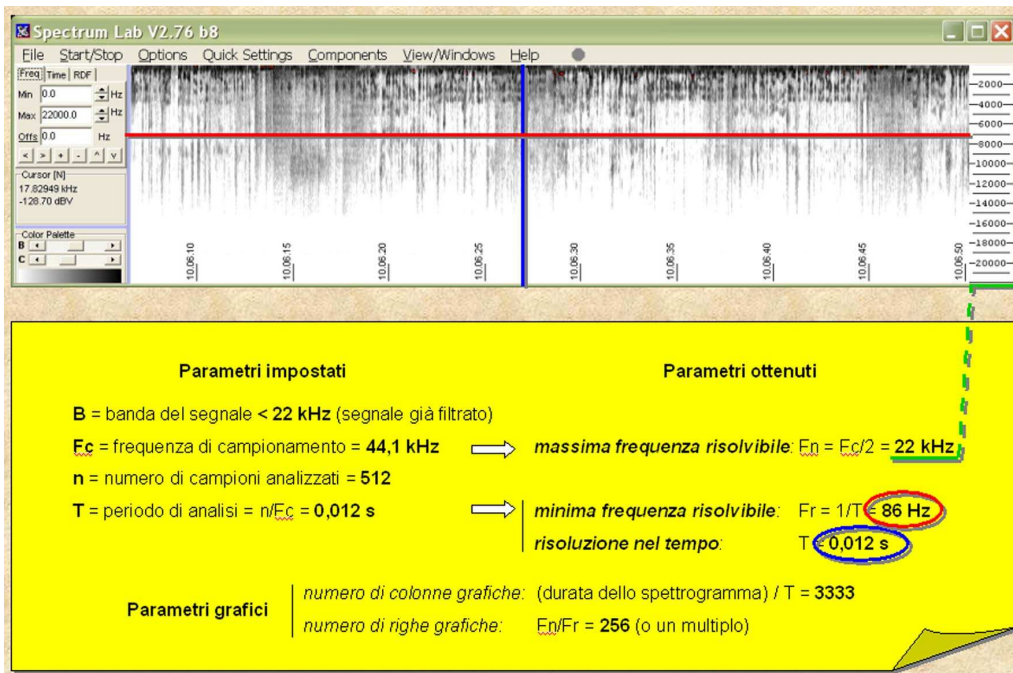 Spectrum Lab V2.76 b8
File Start/Stop Options Quick Settings Components View/Windows Help
Freq Time RDF
Min 0.0 Hz
Max 22000.0 Hz
Offs 0.0 Hz
< > + - ^ v
Cursor [N]
17.82949 kHz
-128.70 dBV
Color Palette
B
C
-2000-
-4000-
-6000-
-8000-
-10000-
-12000-
-14000-
-16000-
-18000-
-20000-
10.06.10
10.06.15
10.06.20
10.06.25
10.06.30
10.06.35
10.06.40
10.06.45
10.06.50
Parametri impostati
B = banda del segnale < 22 kHz (segnale già filtrato)
Fc = frequenza di campionamento = 44,1 kHz
n = numero di campioni analizzati = 512
T = periodo di analisi = n/Fc = 0,012 s
Parametri ottenuti
massima frequenza risolvibile: Fn = Fc/2 = 22 kHz
minima frequenza risolvibile: Fr = 1/T = 86 Hz
risoluzione nel tempo: T = 0,012 s
Parametri grafici
numero di colonne grafiche: (durata dello spettrogramma) / T = 3333
numero di righe grafiche: Fn/Fr = 256 (o un multiplo)